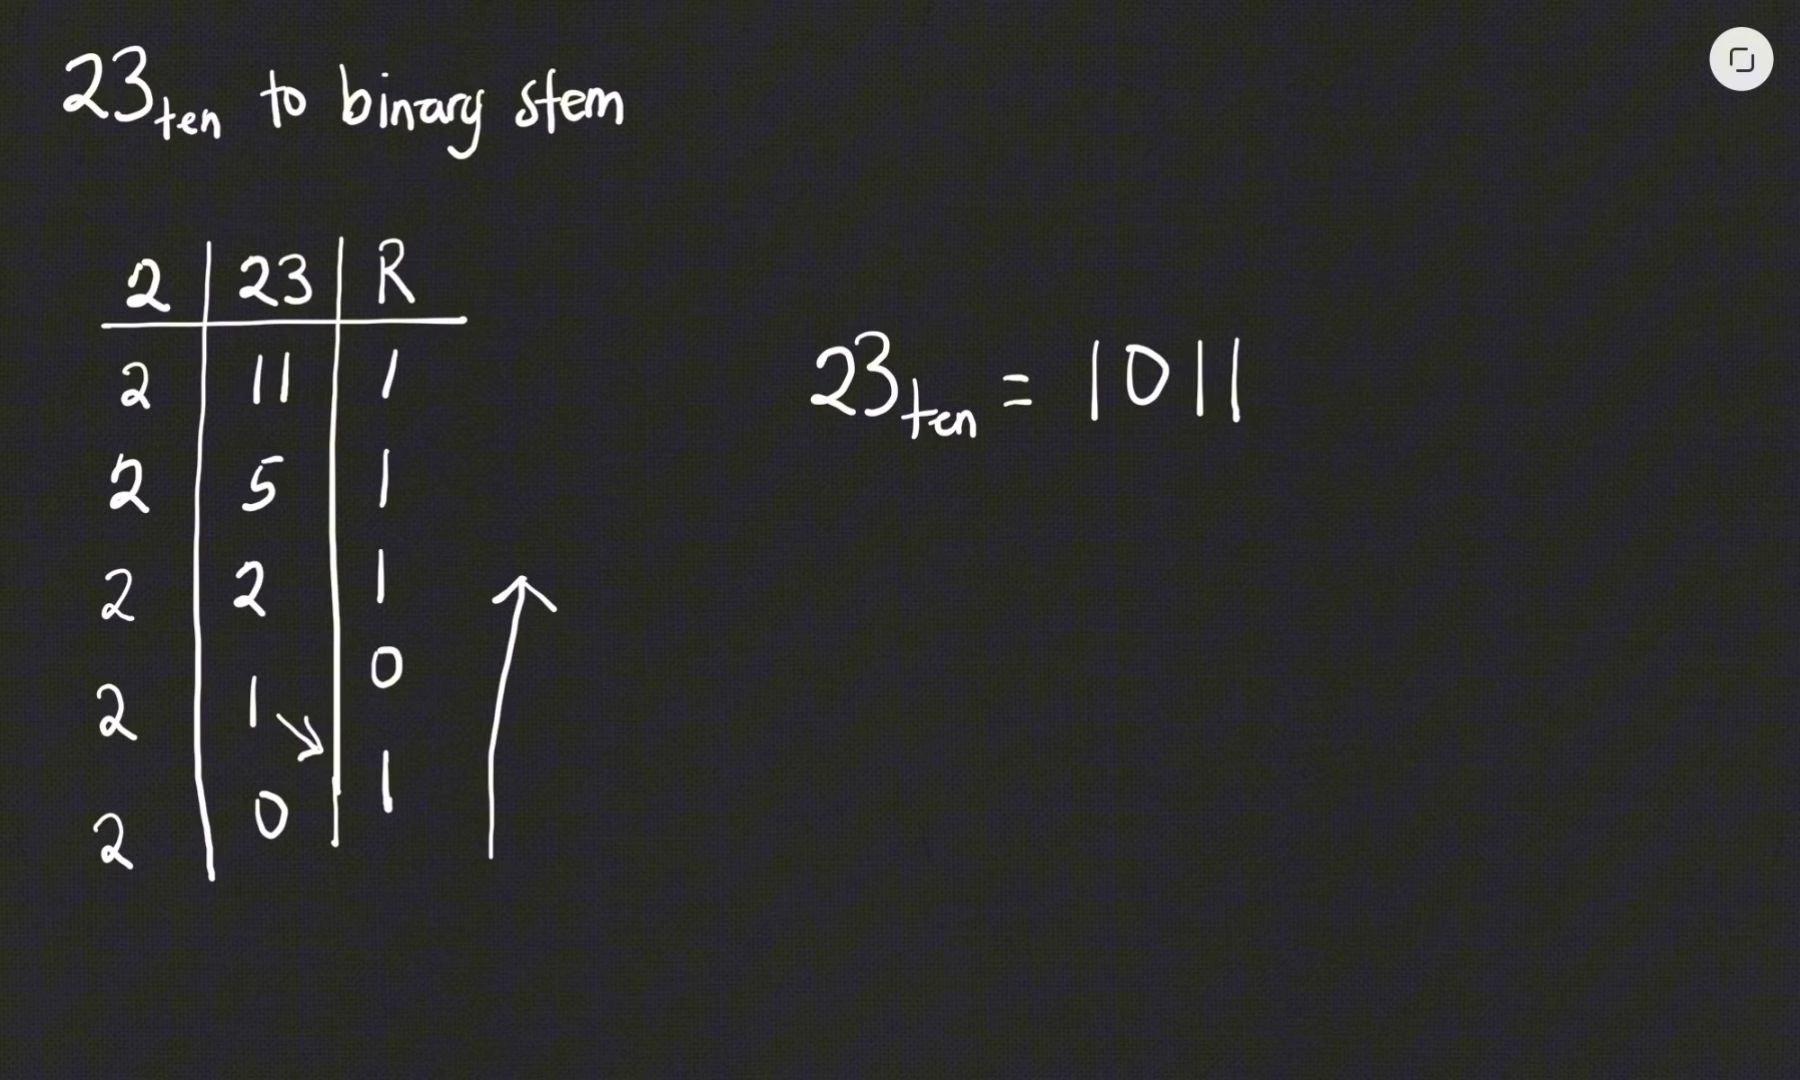 23ten to binary stem
2 23 R
2 11 1
2 5 1
2 2 1
2 1 0
2 0 1
23ten = 1011